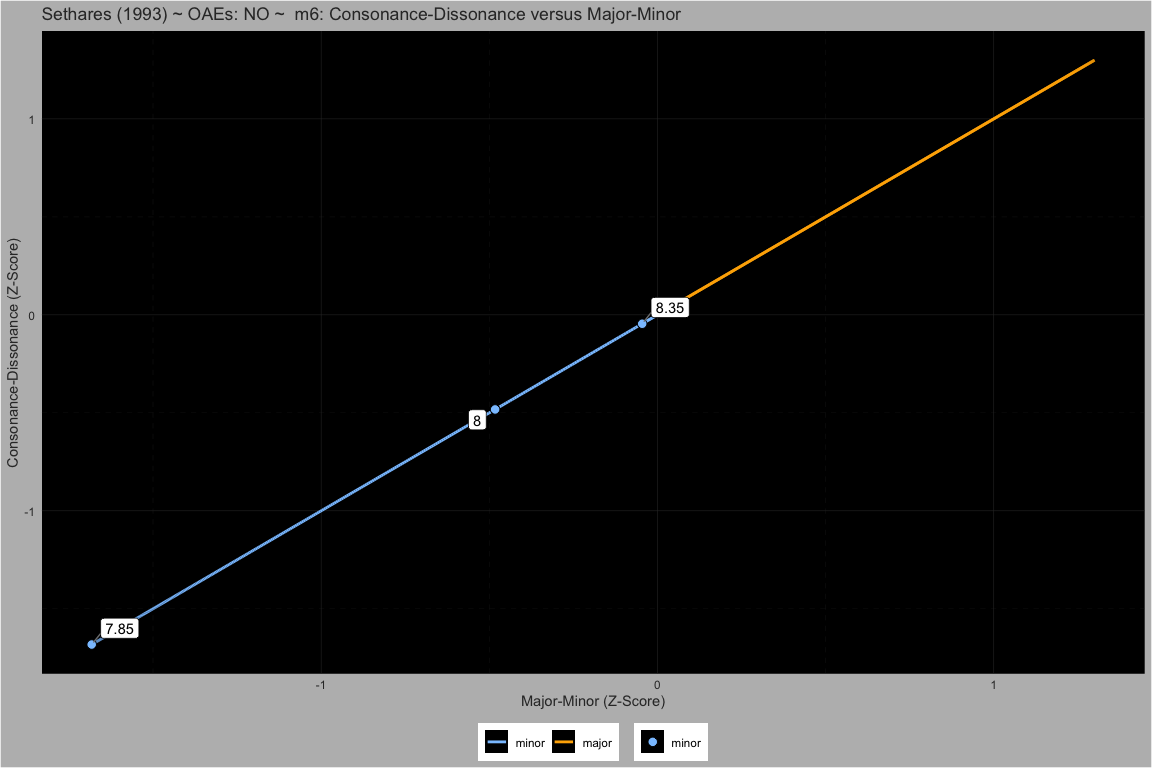 Sethares (1993) ~ OAEs: NO ~  m6: Consonance-Dissonance versus Major-Minor
Consonance-Dissonance (Z-Score)
1
0
-1
8.35
8
7.85
-1
0
1
Major-Minor (Z-Score)
minor
major
minor